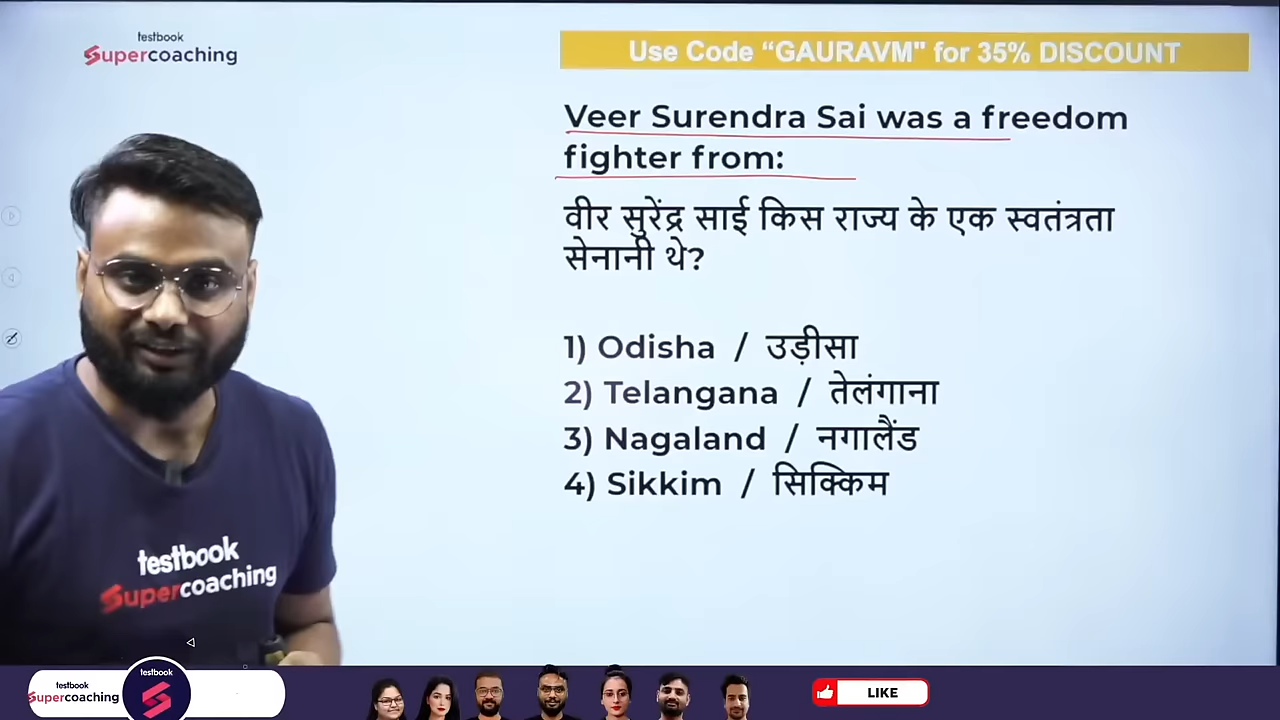 testbook
Supercoaching
Use Code “GAURAVM" for 35% DISCOUNT
Veer Surendra Sai was a freedom
fighter from:
वीर सुरेंद्र साई किस राज्य के एक स्वतंत्रता
सेनानी थे?
1) Odisha / उड़ीसा
2) Telangana / तेलंगाना
3) Nagaland / नगालैंड
4) Sikkim / सिक्किम
testbook
Supercoaching
testbook
Supercoaching
testbook
LIKE